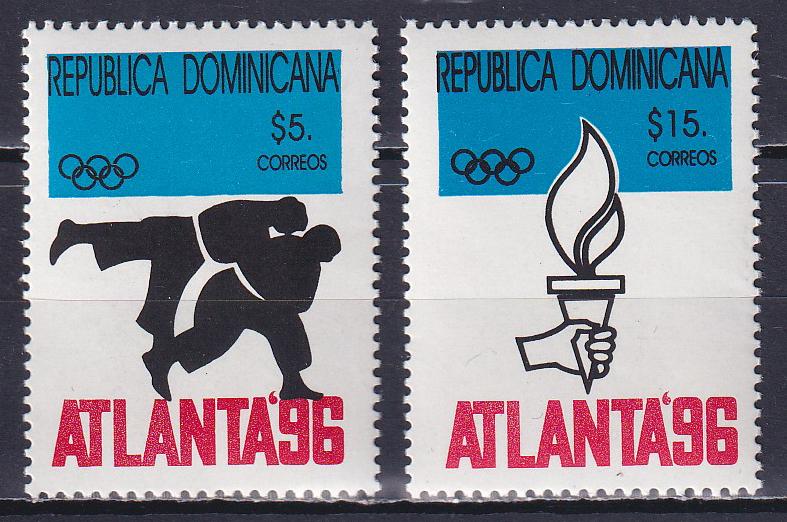 REPUBLICA DOMINICANA
$5.
CORREOS
ATLANTA'96
REPUBLICA DOMINICANA
$15.
CORREOS
ATLANTA'96